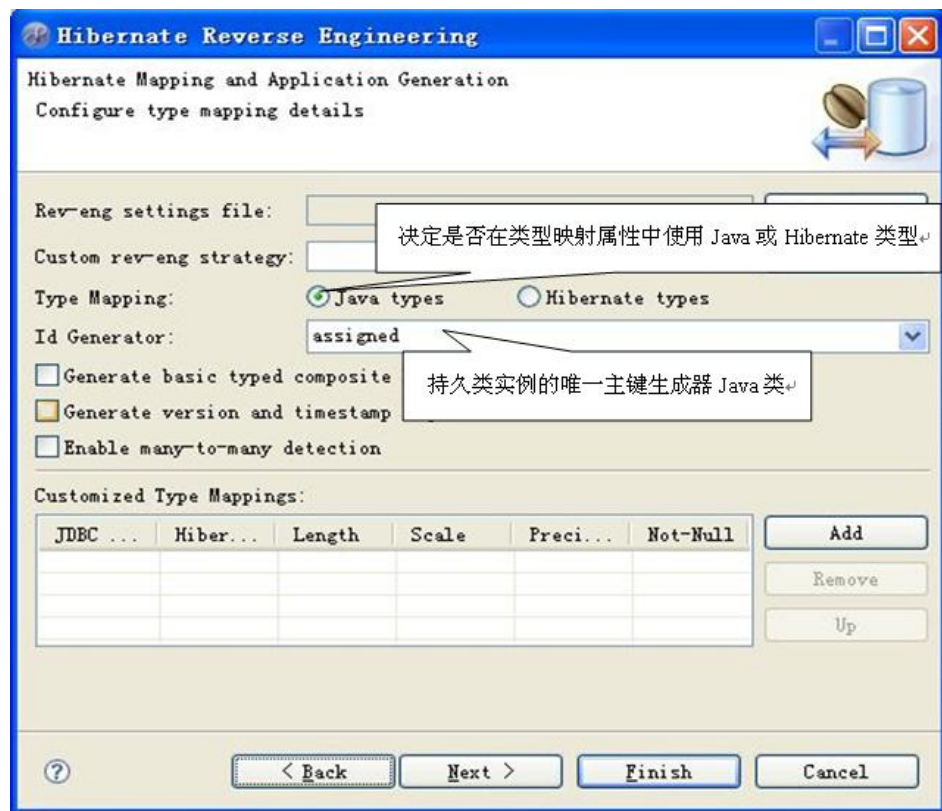 Hibernate Reverse Engineering
Hibernate Mapping and Application Generation
Configure type mapping details
Rev-eng settings file:
决定是否在类型映射属性中使用 Java 或 Hibernate 类型
Custom rev-eng strategy:
Type Mapping:
Java types
Hibernate types
Id Generator:
assigned
Generate basic typed composite
持久类实例的唯一主键生成器 Java 类
Generate version and timestamp
Enable many-to-many detection
Customized Type Mappings:
JDBC ... Hiber... Length Scale Preci... Not-Null
Add
Remove
Up
< Back
Next >
Finish
Cancel